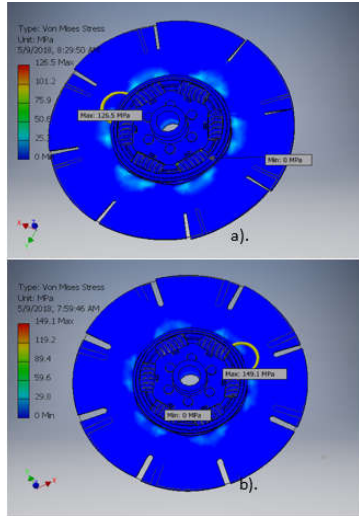 Type: Von Mises Stress
Unit: MPa
5/9/2018, 8:29:50 AM
126.5 Max
101.2
75.9
50.6
25.3
0 Min
Max: 126.5 MPa
Min: 0 MPa
a).
Type: Von Mises Stress
Unit: MPa
5/9/2018, 7:59:46 AM
149.1 Max
119.2
89.4
59.6
29.8
0 Min
Max: 149.1 MPa
Min: 0 MPa
b).